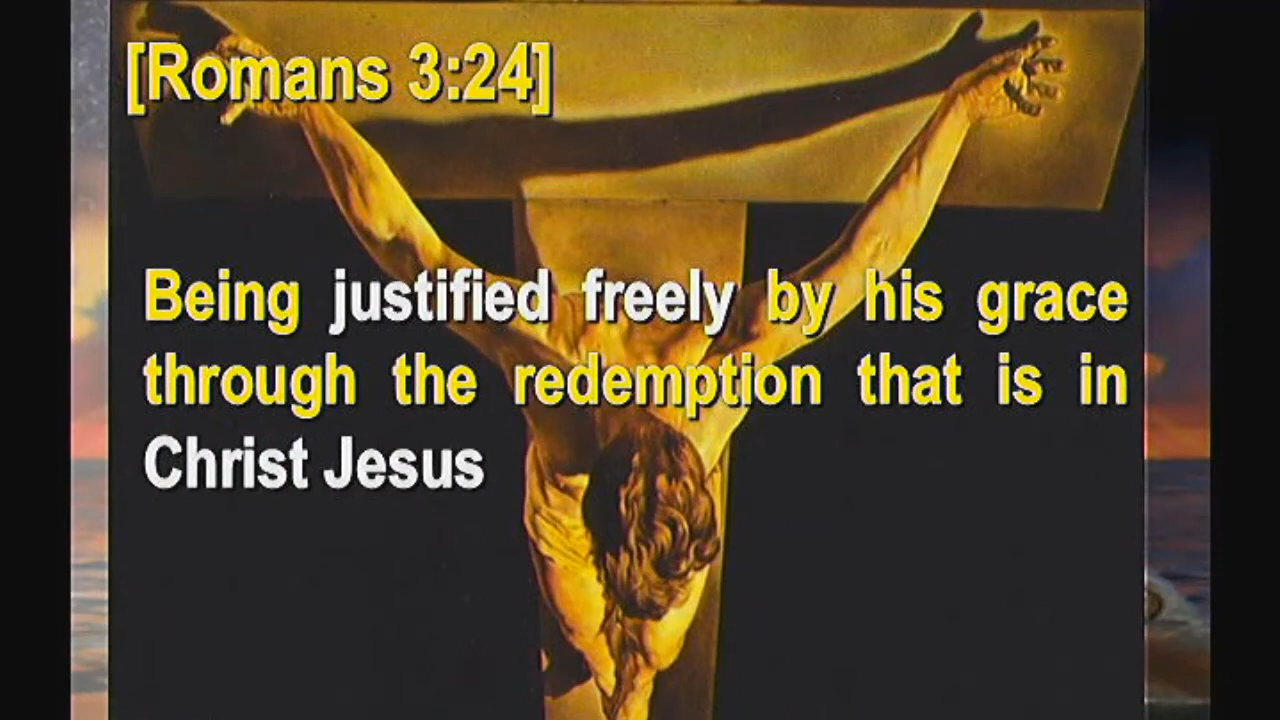 [Romans 3:24]
Being justified freely by his grace
through the redemption that is in
Christ Jesus